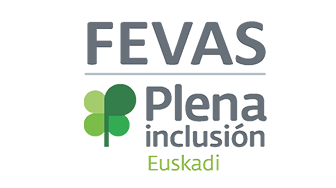 FEVAS
Plena
inclusión
Euskadi